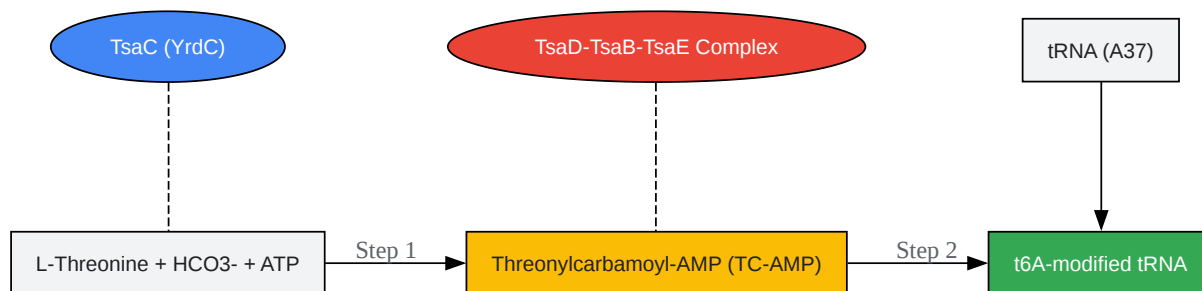 TsaC (YrdC)
TsaD-TsaB-TsaE Complex
tRNA (A37)
L-Threonine + HCO3- + ATP
Step 1
Threonylcarbamoyl-AMP (TC-AMP)
Step 2
t6A-modified tRNA